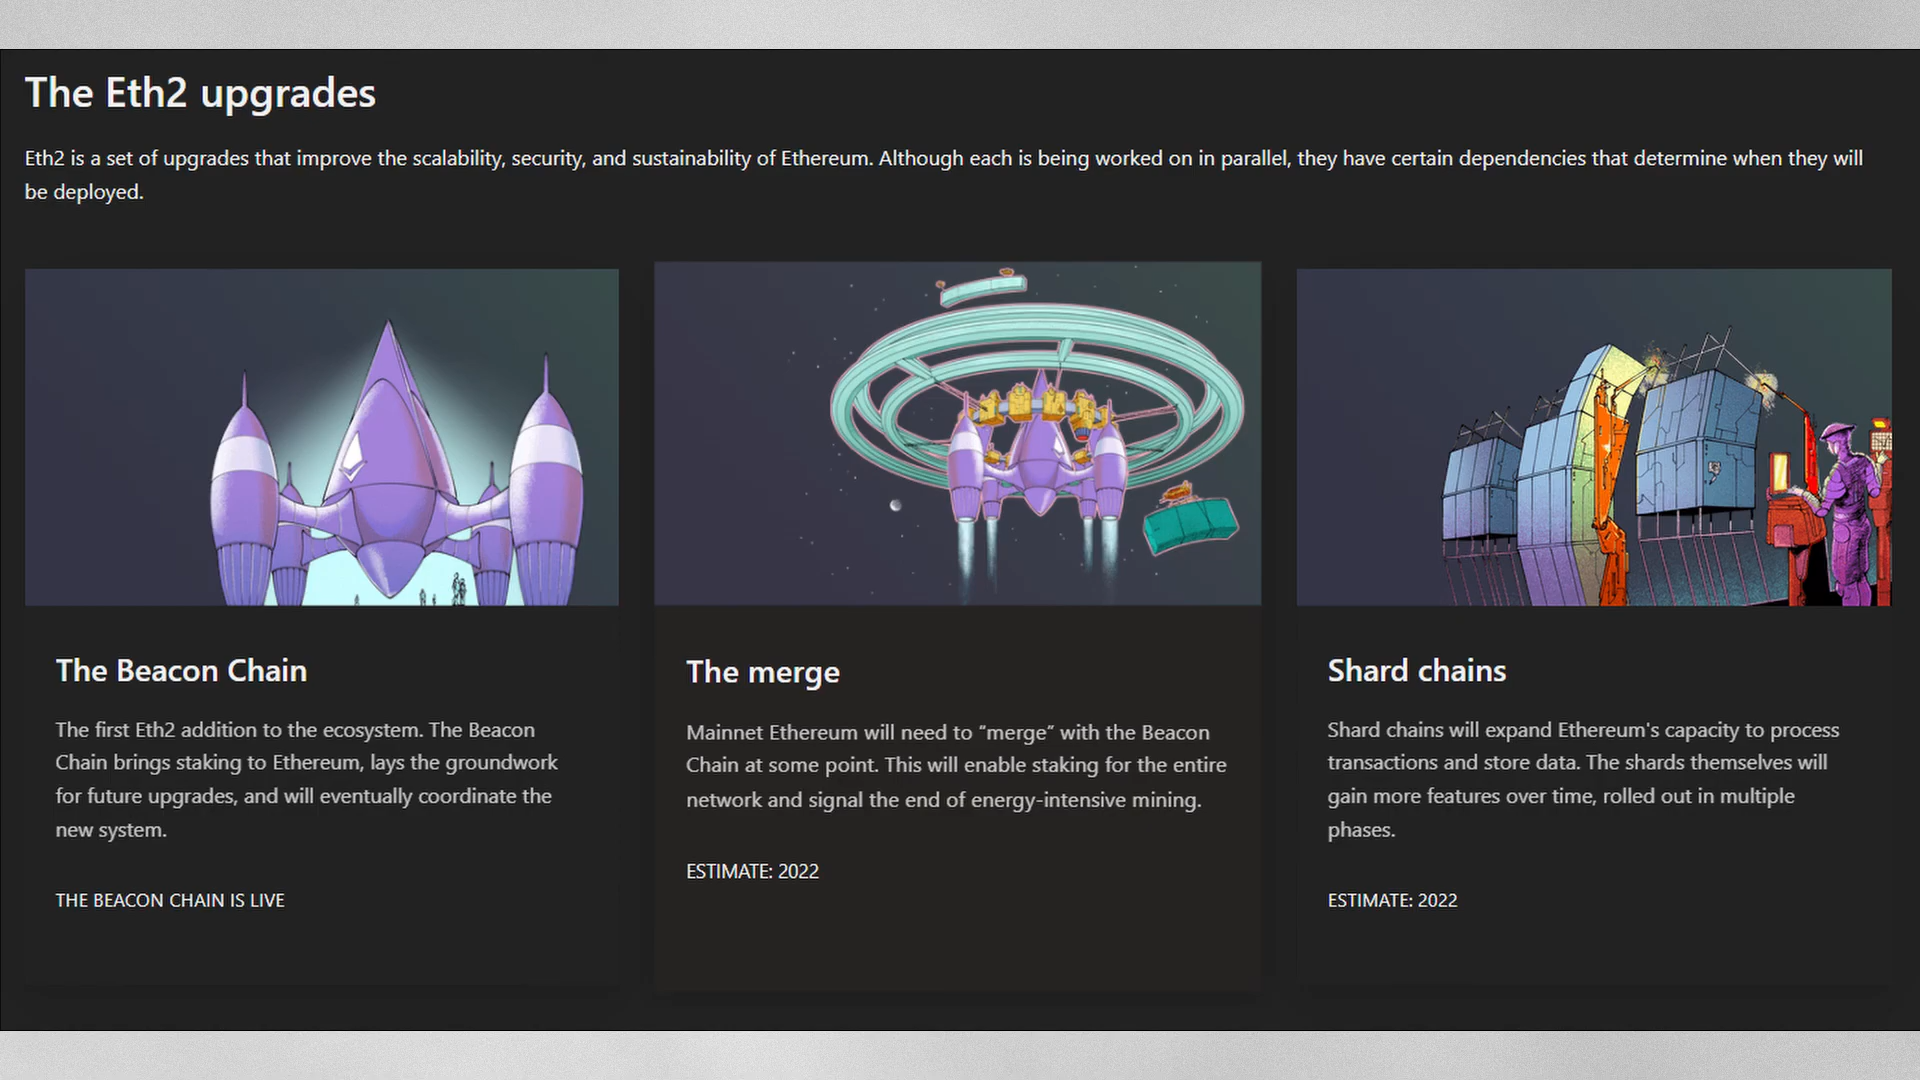 The Eth2 upgrades
Eth2 is a set of upgrades that improve the scalability, security, and sustainability of Ethereum. Although each is being worked on in parallel, they have certain dependencies that determine when they will
be deployed.
The Beacon Chain
The first Eth2 addition to the ecosystem. The Beacon
Chain brings staking to Ethereum, lays the groundwork
for future upgrades, and will eventually coordinate the
new system.
THE BEACON CHAIN IS LIVE
The merge
Mainnet Ethereum will need to “merge” with the Beacon
Chain at some point. This will enable staking for the entire
network and signal the end of energy-intensive mining.
ESTIMATE: 2022
Shard chains
Shard chains will expand Ethereum's capacity to process
transactions and store data. The shards themselves will
gain more features over time, rolled out in multiple
phases.
ESTIMATE: 2022